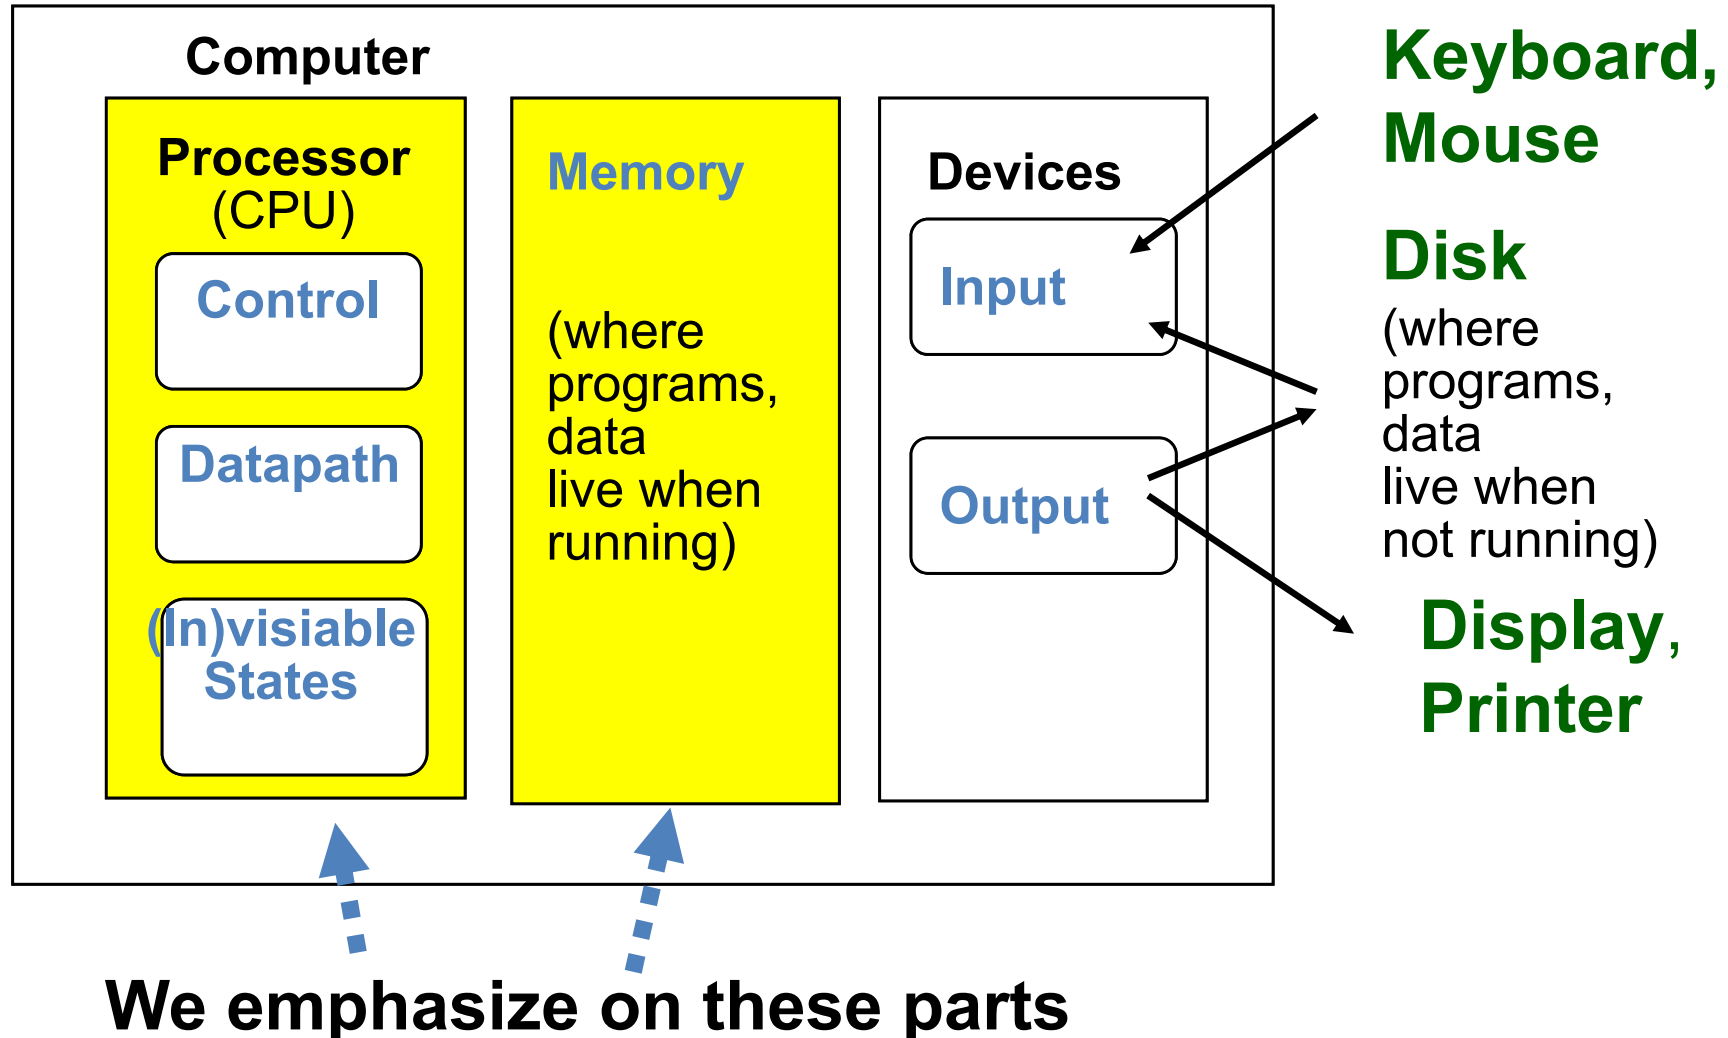 Computer
Processor
(CPU)
Control
Datapath
(In)visiable
States
Memory
(where
programs,
data
live when
running)
Devices
Input
Output
Keyboard,
Mouse
Disk
(where
programs,
data
live when
not running)
Display,
Printer
We emphasize on these parts